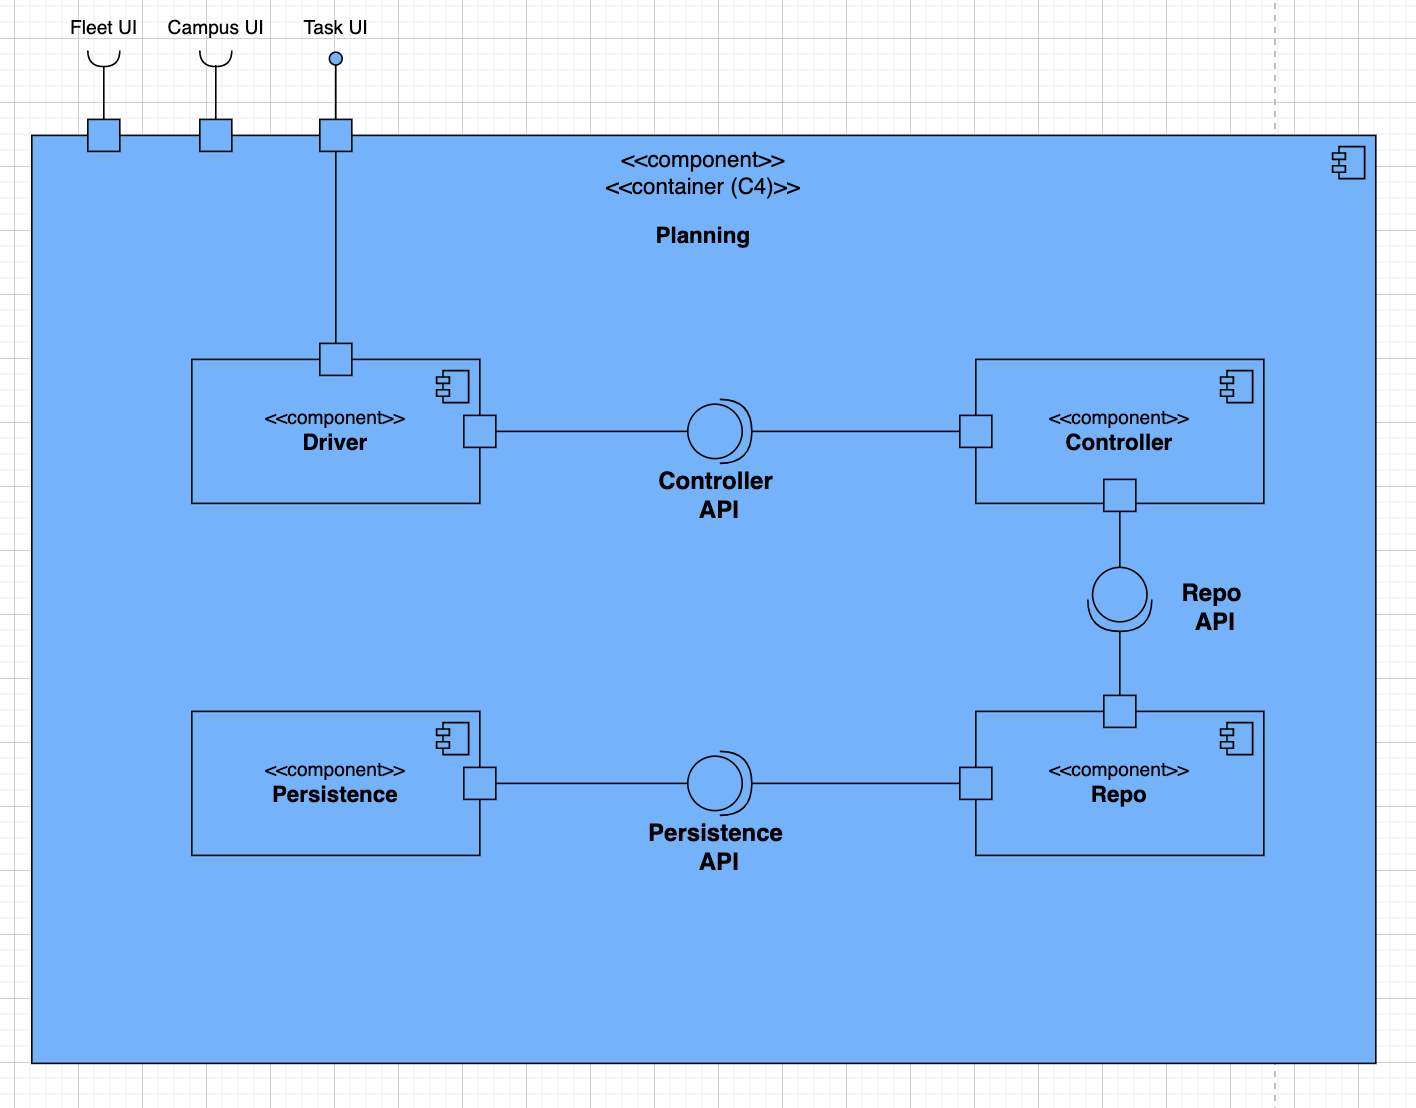 Fleet UI
Campus UI
Task UI
<<component>>
<<container (C4)>>
Planning
<<component>>
Driver
Controller
API
<<component>>
Controller
Repo
API
<<component>>
Persistence
Persistence
API
<<component>>
Repo